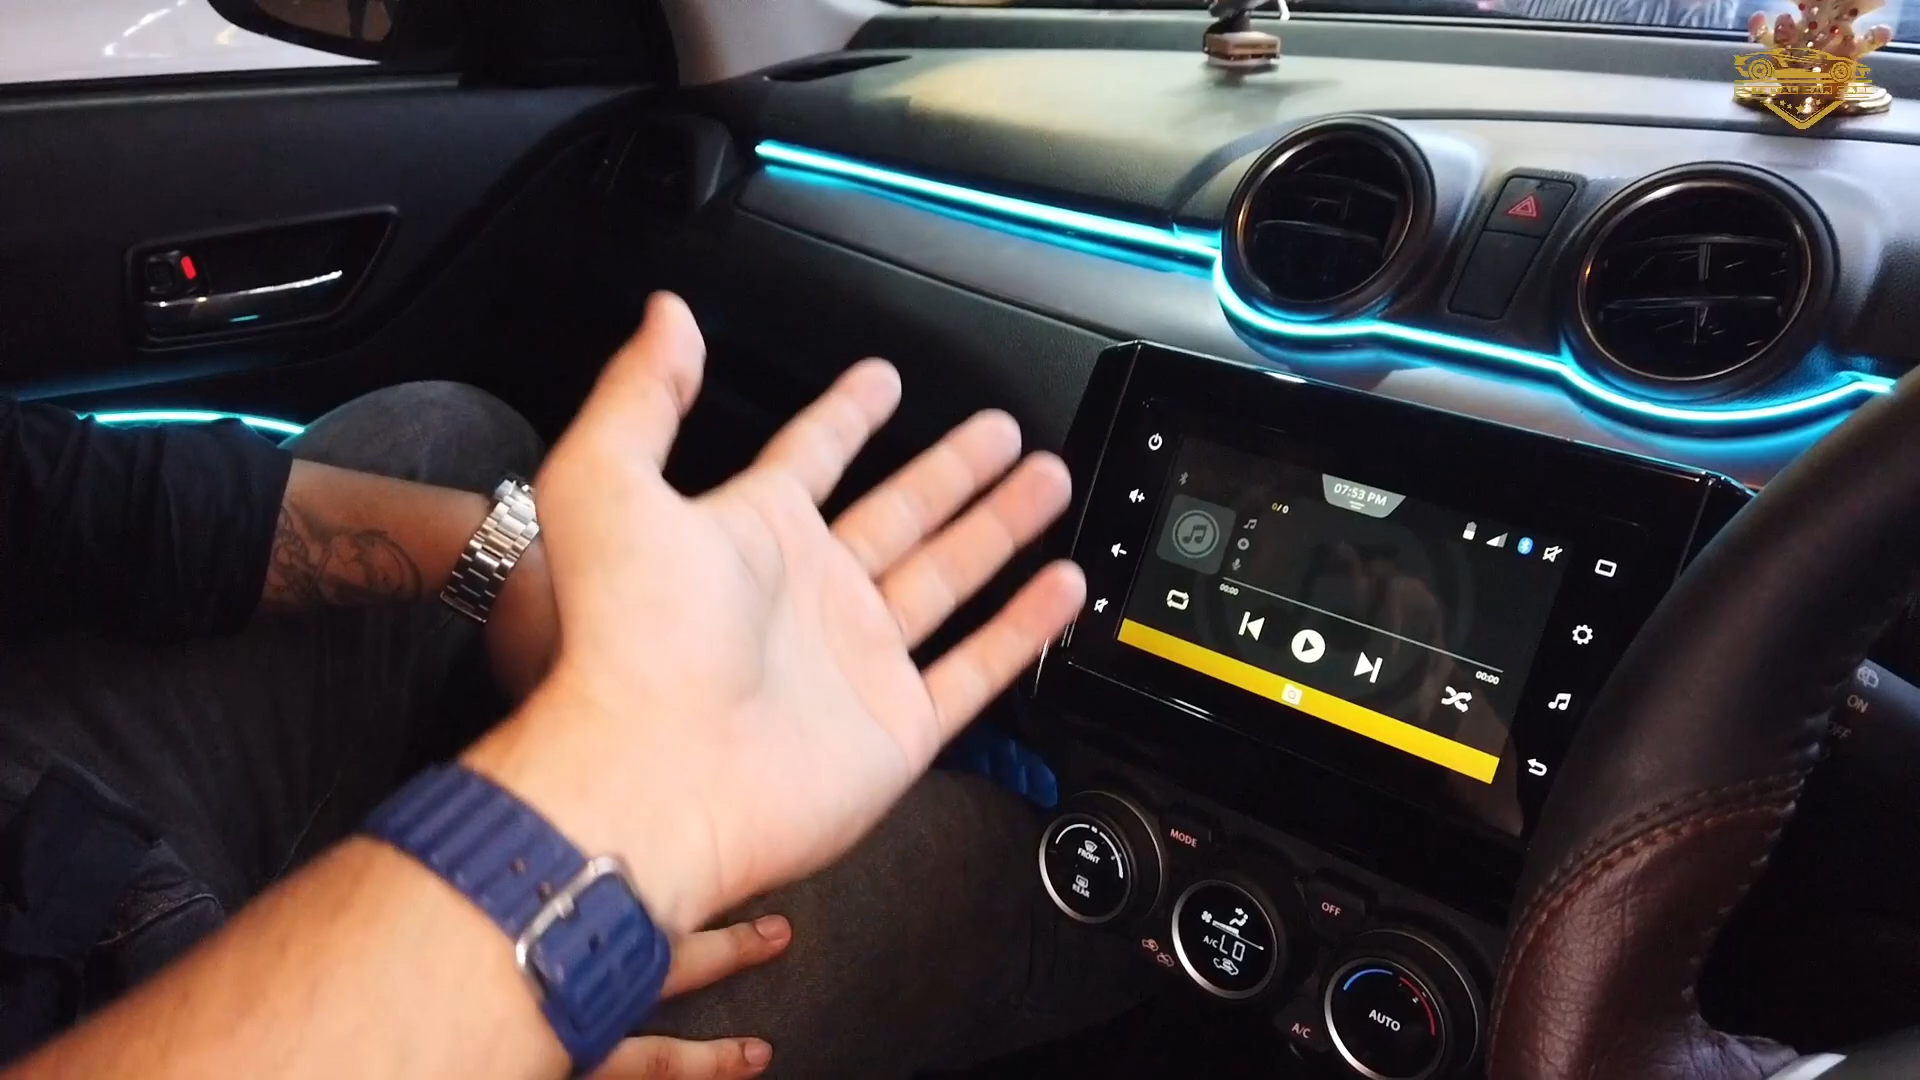 07:53 PM
0/0
00:00
00:00
ON
MODE
FRONT
REAR
OFF
A/C LO
A/C
AUTO